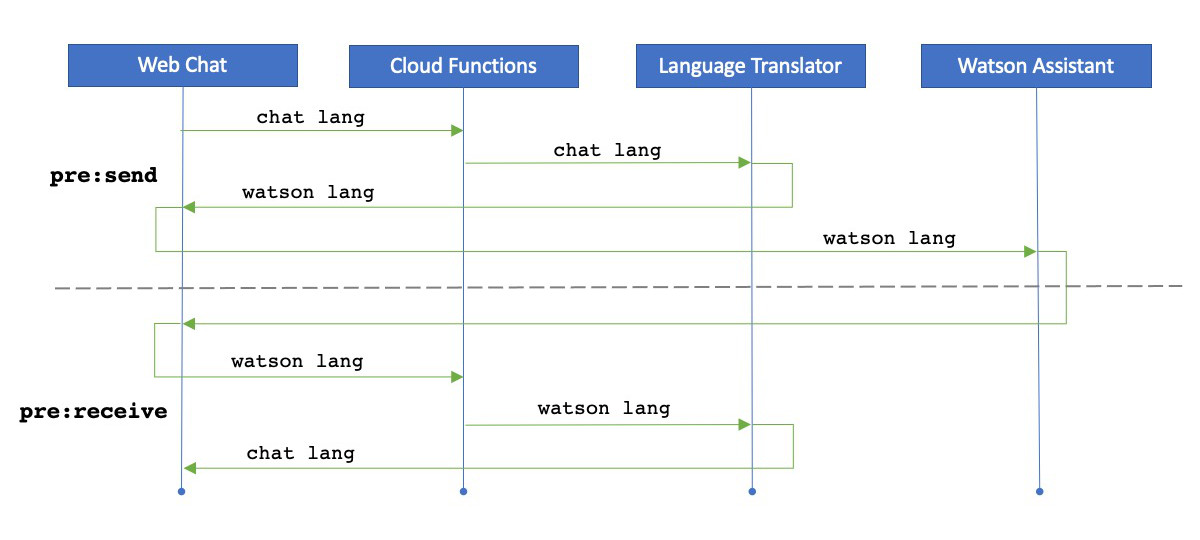 Web Chat
Cloud Functions
Language Translator
Watson Assistant
chat lang
chat lang
pre:send
watson lang
watson lang
watson lang
pre:receive
watson lang
chat lang